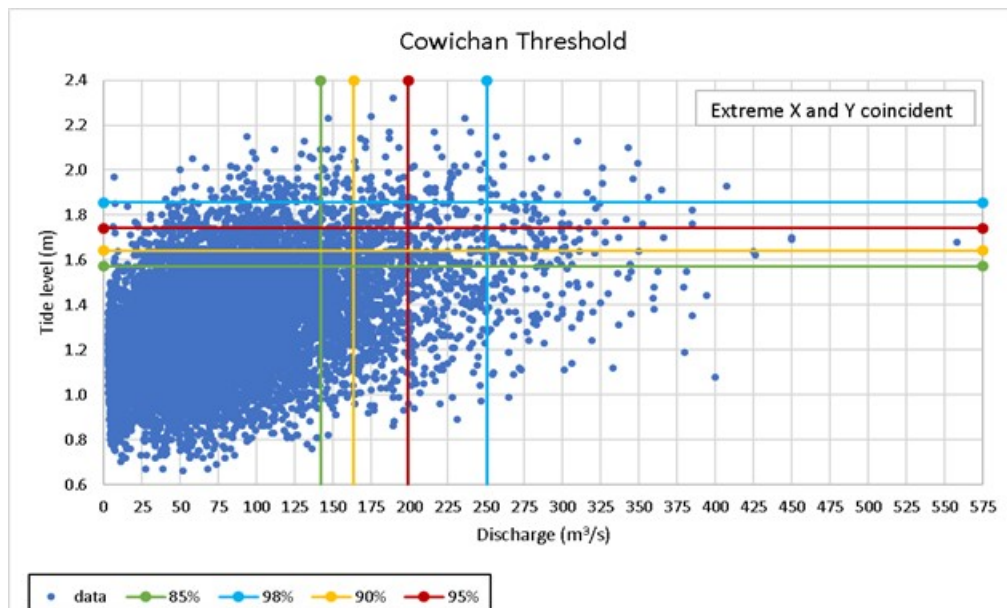 Cowichan Threshold
Extreme X and Y coincident
Tide level (m)
2.4
2.2
2.0
1.8
1.6
1.4
1.2
1.0
0.8
0.6
0 25 50 75 100 125 150 175 200 225 250 275 300 325 350 375 400 425 450 475 500 525 550 575
Discharge (m³/s)
data 85% 98% 90% 95%